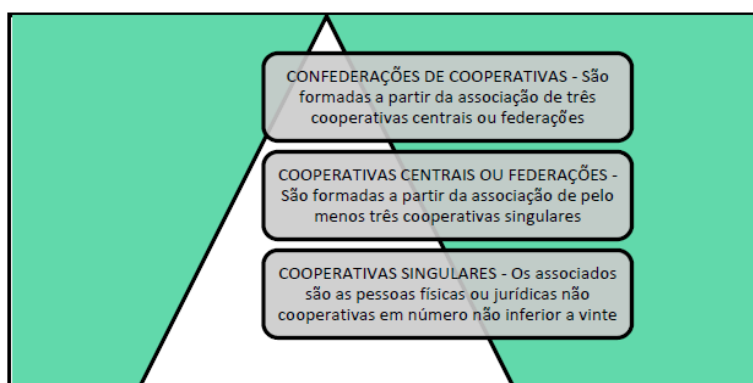 CONFEDERAÇÕES DE COOPERATIVAS - São
formadas a partir da associação de três
cooperativas centrais ou federações
COOPERATIVAS CENTRAIS OU FEDERAÇÕES -
São formadas a partir da associação de pelo
menos três cooperativas singulares
COOPERATIVAS SINGULARES - Os associados
são as pessoas físicas ou jurídicas não
cooperativas em número não inferior a vinte